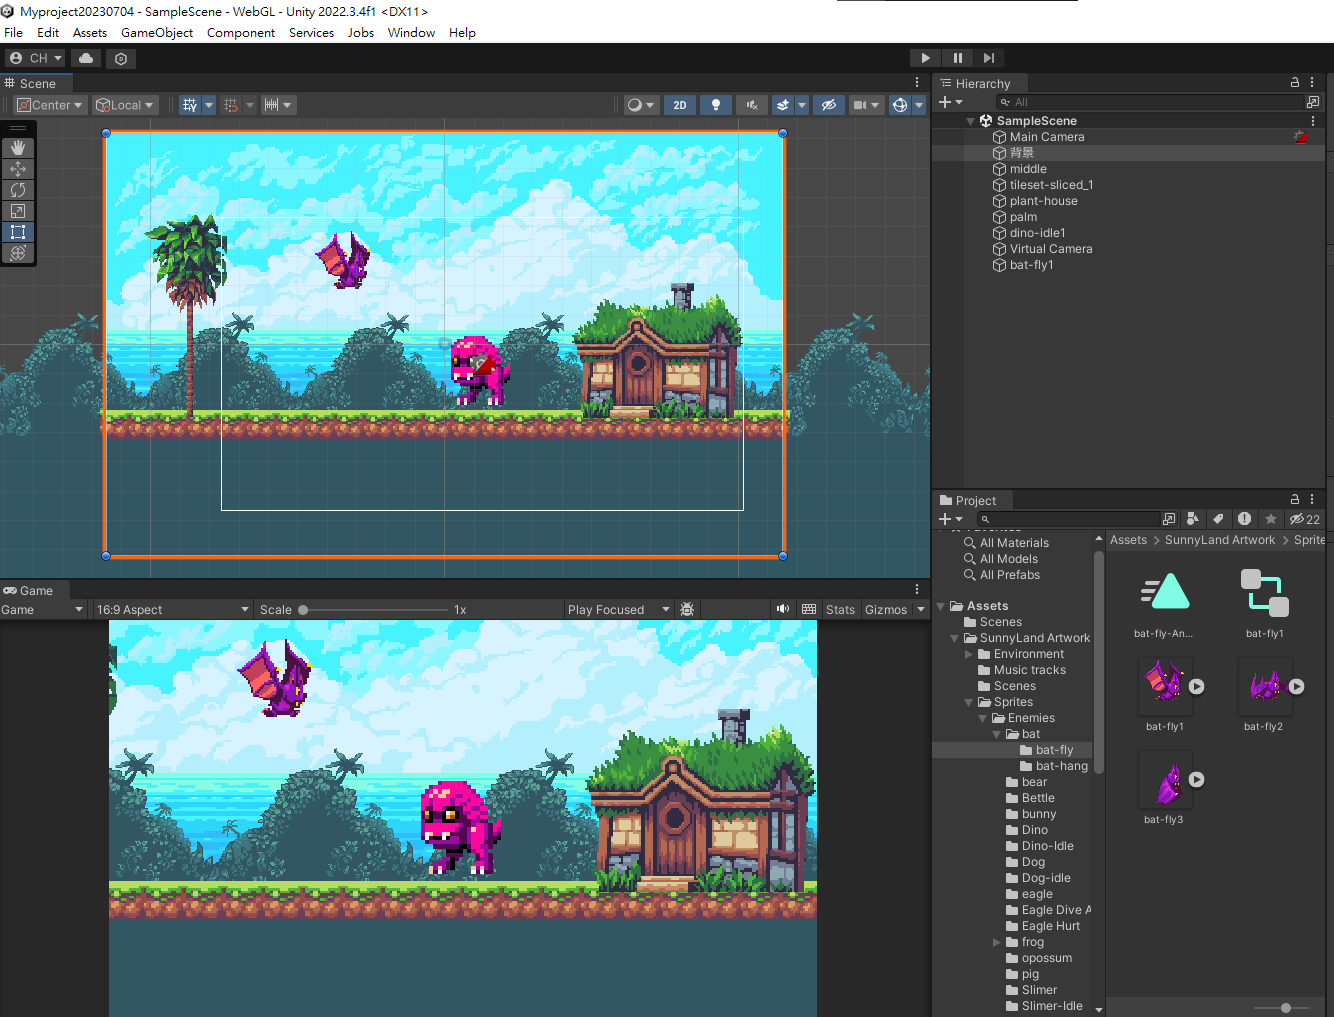 Myproject20230704 - SampleScene - WebGL - Unity 2022.3.4f1 <DX11>
File Edit Assets GameObject Component Services Jobs Window Help
CH
Scene
Center Local 2D
Hierarchy
All
SampleScene
Main Camera
背景
middle
tileset-sliced_1
plant-house
palm
dino-idle1
Virtual Camera
bat-fly1
Project
22
Favorites
All Materials
All Models
All Prefabs
Assets
Scenes
SunnyLand Artwork
Environment
Music tracks
Scenes
Sprites
Enemies
bat
bat-fly
bat-hang
bear
Bettle
bunny
Dino
Dino-Idle
Dog
Dog-idle
eagle
Eagle Dive A
Eagle Hurt
frog
opossum
pig
Slimer
Slimer-Idle
Assets > SunnyLand Artwork > Sprite
bat-fly-An...
bat-fly1
bat-fly1
bat-fly2
bat-fly3
Game
Game 16:9 Aspect Scale 1x Play Focused Stats Gizmos